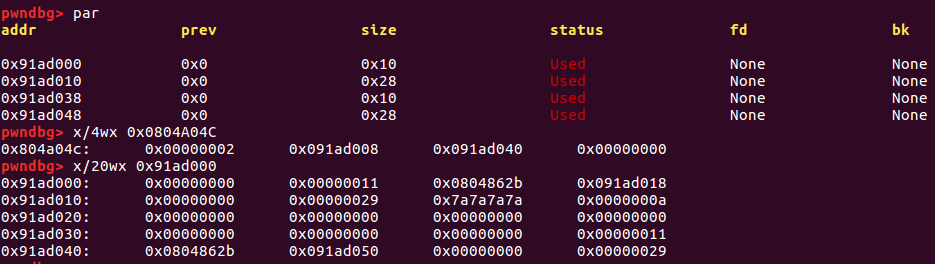 pwndbg> par
addr prev size status fd bk
0x91ad000 0x0 0x10 Used None None
0x91ad010 0x0 0x28 Used None None
0x91ad038 0x0 0x10 Used None None
0x91ad048 0x0 0x28 Used None None
pwndbg> x/4wx 0x0804A04C
0x804a04c: 0x00000002 0x091ad008 0x091ad040 0x00000000
pwndbg> x/20wx 0x91ad000
0x91ad000: 0x00000000 0x00000011 0x0804862b 0x091ad018
0x91ad010: 0x00000000 0x00000029 0x7a7a7a7a 0x0000000a
0x91ad020: 0x00000000 0x00000000 0x00000000 0x00000000
0x91ad030: 0x00000000 0x00000000 0x00000000 0x00000011
0x91ad040: 0x0804862b 0x091ad050 0x00000000 0x00000029